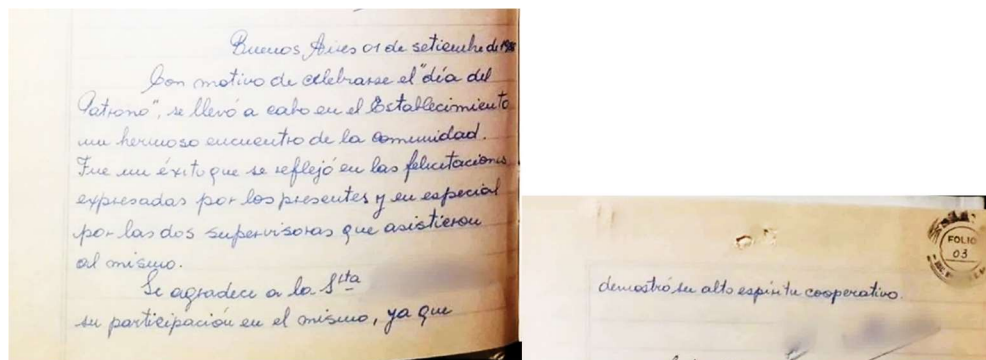 Buenos Aires 01 de setiembre de
Con motivo de celebrarse el "día del
Patrono", se llevó a cabo en el Establecimiento
un hermoso encuentro de la comunidad.
Fue un éxito que se reflejó en las felicitaciones
expresadas por los presentes y en especial
por las dos supervisoras que asistieron
al mismo.
Se agradece a la Srta
su participación en el mismo, ya que
demostró su alto espíritu cooperativo.
FOLIO
03